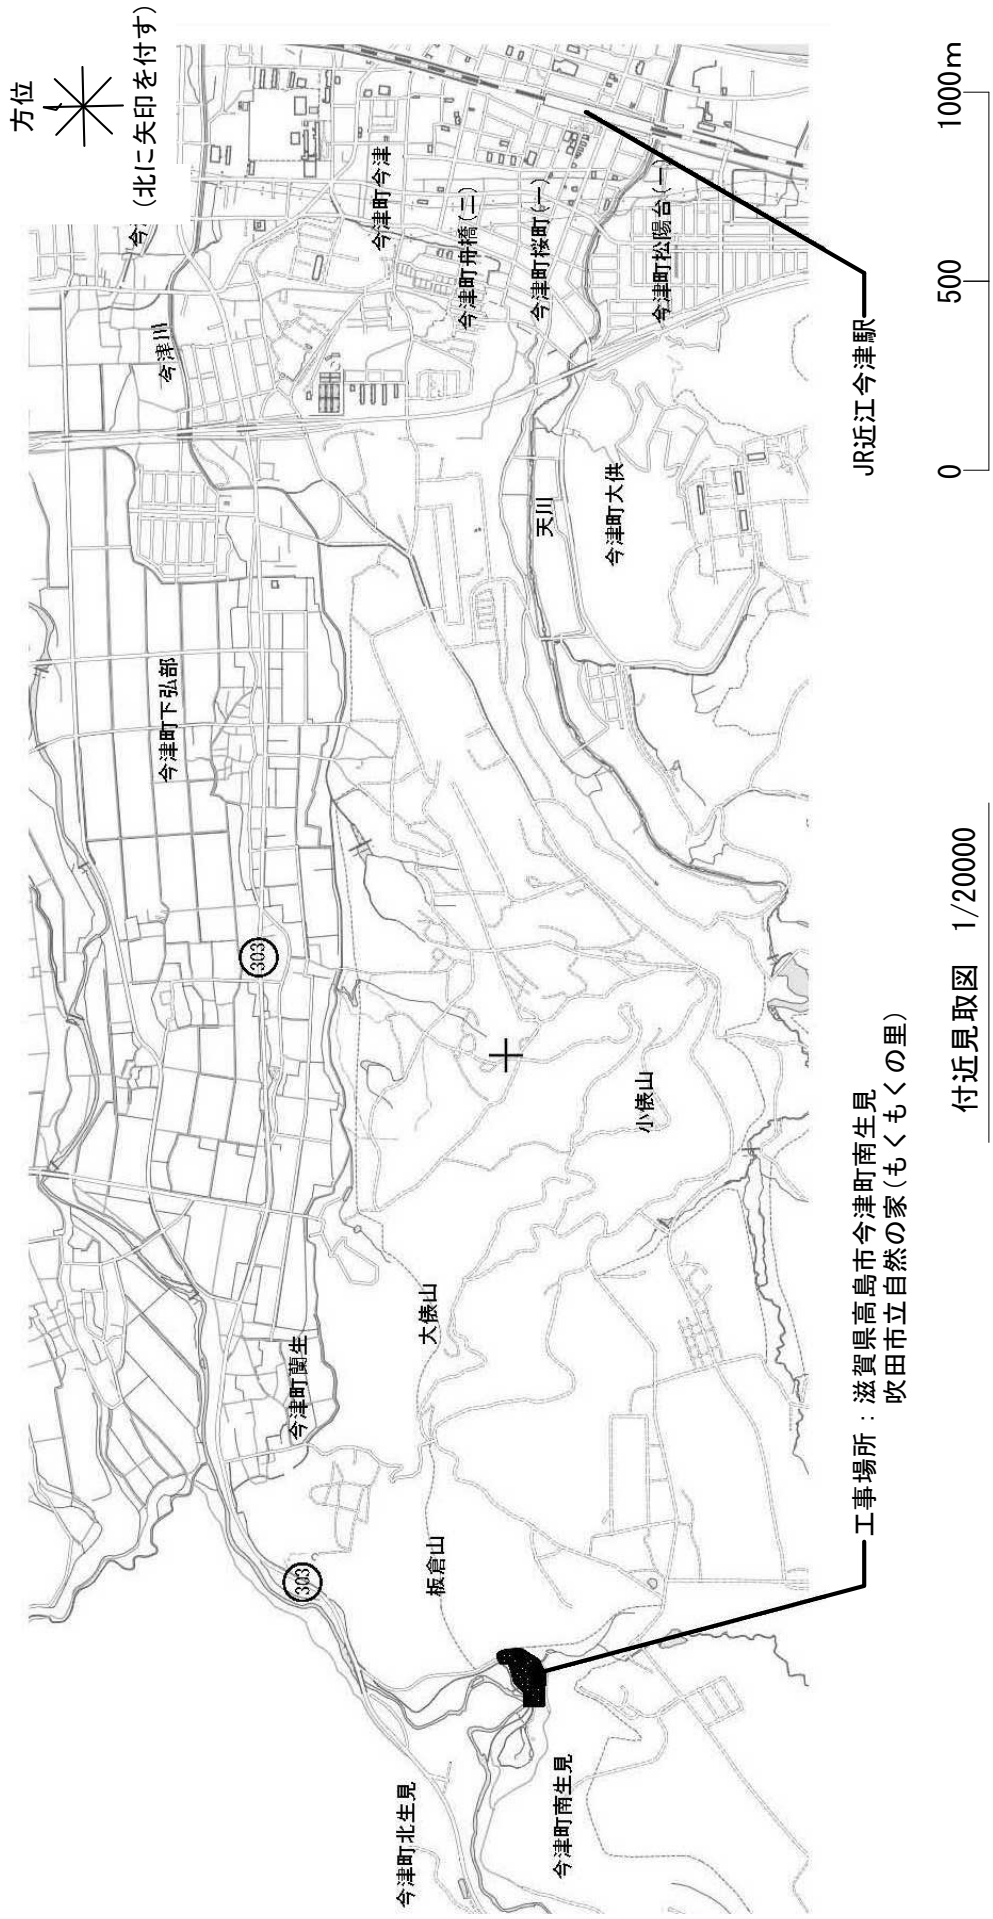 方位
(北に矢印を付す)
今津川
今津町今津
今津町舟橋(二)
今津町桜町(一)
今津町松陽台(一)
天川
今津町大供
今津町下弘部
303
小俵山
大俵山
今津町藺生
板倉山
303
今津町北生見
今津町南生見
JR近江今津駅
工事場所：滋賀県高島市今津町南生見
吹田市立自然の家(もくもくの里)
付近見取図 1/20000
0 500 1000m